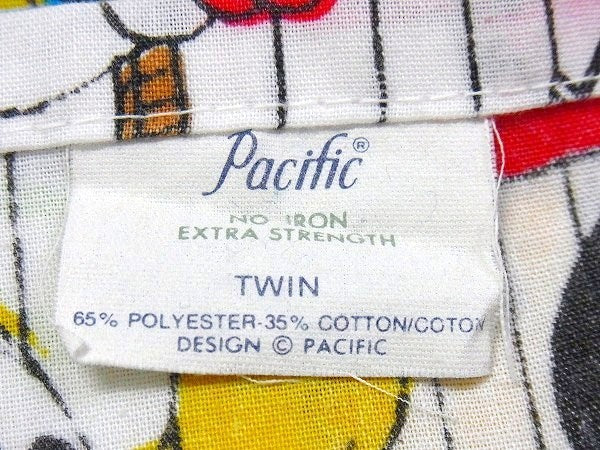 Pacific®
NO IRON
EXTRA STRENGTH
TWIN
65% POLYESTER-35% COTTON/COTON
DESIGN © PACIFIC